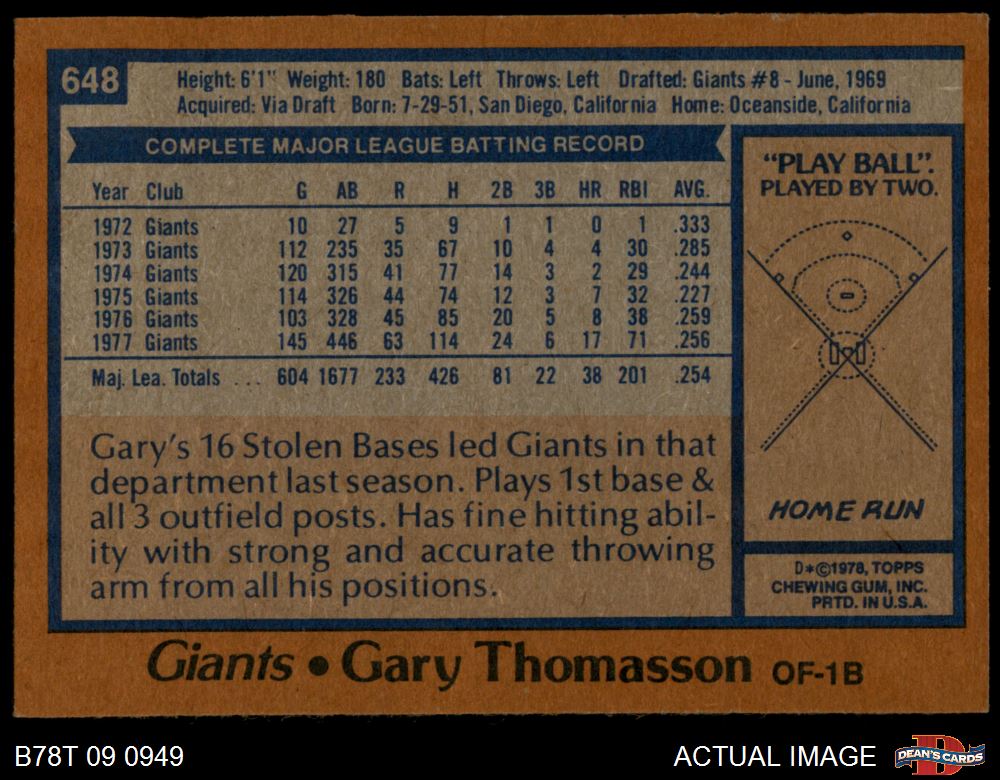 648
Height: 6'1" Weight: 180 Bats: Left Throws: Left Drafted: Giants #8 - June, 1969
Acquired: Via Draft Born: 7-29-51, San Diego, California Home: Oceanside, California
COMPLETE MAJOR LEAGUE BATTING RECORD
Year Club G AB R H 2B 3B HR RBI AVG.
1972 Giants 10 27 5 9 1 1 0 1 .333
1973 Giants 112 235 35 67 10 4 4 30 .285
1974 Giants 120 315 41 77 14 3 2 29 .244
1975 Giants 114 326 44 74 12 3 7 32 .227
1976 Giants 103 328 45 85 20 5 8 38 .259
1977 Giants 145 446 63 114 24 6 17 71 .256
Maj. Lea. Totals ... 604 1677 233 426 81 22 38 201 .254
Gary's 16 Stolen Bases led Giants in that
department last season. Plays 1st base &
all 3 outfield posts. Has fine hitting abil-
ity with strong and accurate throwing
arm from all his positions.
"PLAY BALL".
PLAYED BY TWO.
HOME RUN
D*©1978, TOPPS
CHEWING GUM, INC.
PRTD. IN U.S.A.
Giants • Gary Thomasson OF-1B
B78T 09 0949
ACTUAL IMAGE
DEAN'S CARDS